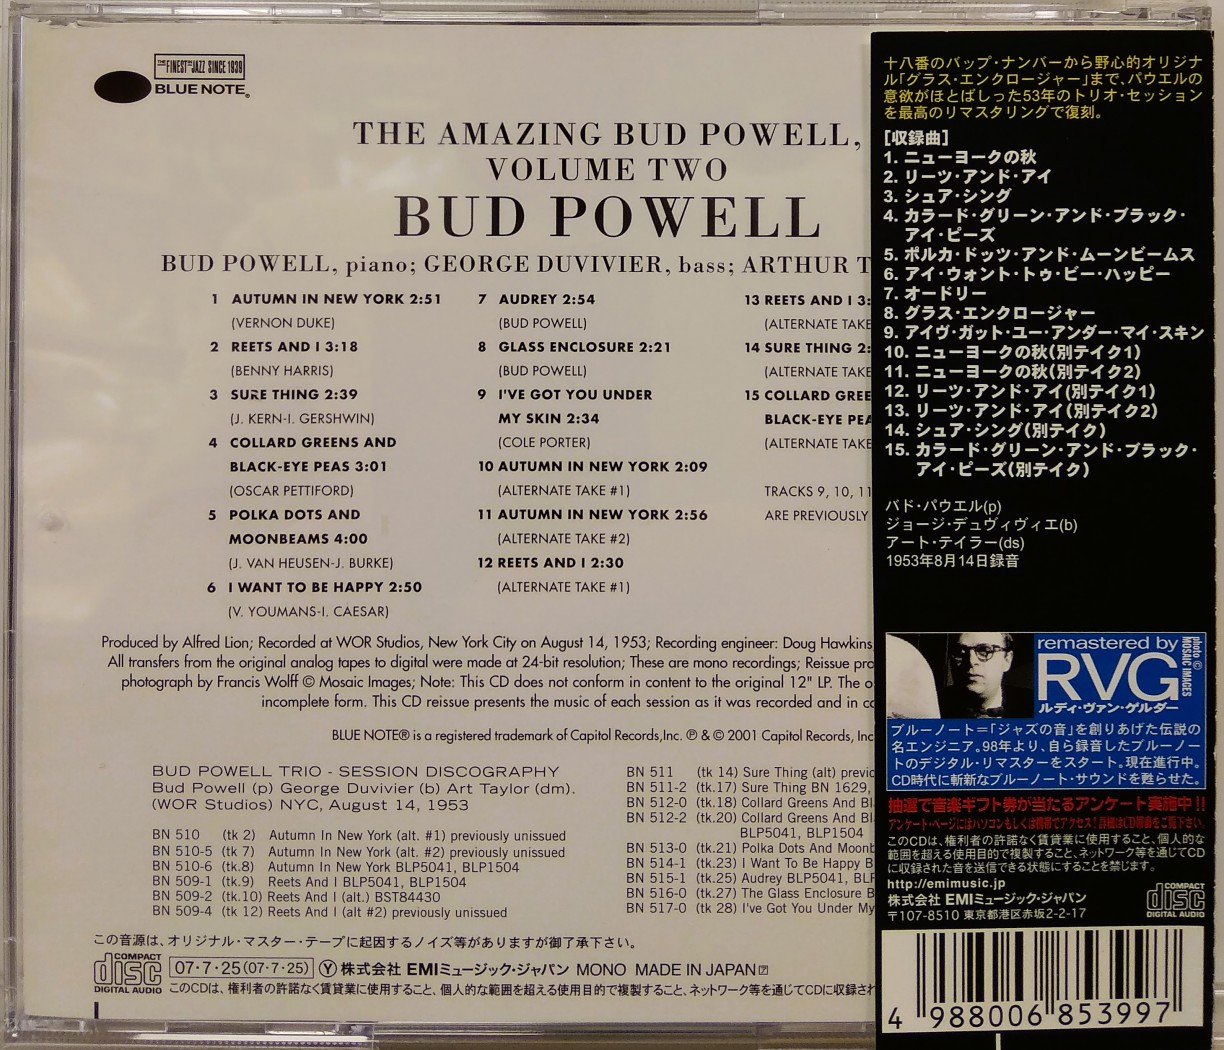 THE FINEST IN JAZZ SINCE 1939
BLUE NOTE®
THE AMAZING BUD POWELL,
VOLUME TWO
BUD POWELL
BUD POWELL, piano; GEORGE DUVIVIER, bass; ARTHUR T
1 AUTUMN IN NEW YORK 2:51
(VERNON DUKE)
2 REETS AND I 3:18
(BENNY HARRIS)
3 SURE THING 2:39
(J. KERN-I. GERSHWIN)
4 COLLARD GREENS AND
BLACK-EYE PEAS 3:01
(OSCAR PETTIFORD)
5 POLKA DOTS AND
MOONBEAMS 4:00
(J. VAN HEUSEN-J. BURKE)
6 I WANT TO BE HAPPY 2:50
(V. YOUMANS-I. CAESAR)
7 AUDREY 2:54
(BUD POWELL)
8 GLASS ENCLOSURE 2:21
(BUD POWELL)
9 I'VE GOT YOU UNDER
MY SKIN 2:34
(COLE PORTER)
10 AUTUMN IN NEW YORK 2:09
(ALTERNATE TAKE #1)
11 AUTUMN IN NEW YORK 2:56
(ALTERNATE TAKE #2)
12 REETS AND I 2:30
(ALTERNATE TAKE #1)
13 REETS AND I 3:
(ALTERNATE TAKE
14 SURE THING 2:
(ALTERNATE TAKE
15 COLLARD GREE
BLACK-EYE PEA
(ALTERNATE TAKE
TRACKS 9, 10, 11
ARE PREVIOUSLY
Produced by Alfred Lion; Recorded at WOR Studios, New York City on August 14, 1953; Recording engineer: Doug Hawkins
All transfers from the original analog tapes to digital were made at 24-bit resolution; These are mono recordings; Reissue pro
photograph by Francis Wolff © Mosaic Images; Note: This CD does not conform in content to the original 12" LP. The o
incomplete form. This CD reissue presents the music of each session as it was recorded and in co
BLUE NOTE® is a registered trademark of Capitol Records,Inc. ℗ & © 2001 Capitol Records, Inc
BUD POWELL TRIO - SESSION DISCOGRAPHY
Bud Powell (p) George Duvivier (b) Art Taylor (dm).
(WOR Studios) NYC, August 14, 1953
BN 510 (tk 2) Autumn In New York (alt. #1) previously unissued
BN 510-5 (tk 7) Autumn In New York (alt. #2) previously unissued
BN 510-6 (tk.8) Autumn In New York BLP5041, BLP1504
BN 509-1 (tk.9) Reets And I BLP5041, BLP1504
BN 509-2 (tk.10) Reets And I (alt.) BST84430
BN 509-4 (tk 12) Reets And I (alt #2) previously unissued
BN 511 (tk 14) Sure Thing (alt) previo
BN 511-2 (tk.17) Sure Thing BN 1629,
BN 512-0 (tk.18) Collard Greens And Bl
BN 512-2 (tk.20) Collard Greens And Bl
BLP5041, BLP1504
BN 513-0 (tk.21) Polka Dots And Moonb
BN 514-1 (tk.23) I Want To Be Happy B
BN 515-1 (tk.25) Audrey BLP5041, BLF
BN 516-0 (tk.27) The Glass Enclosure B
BN 517-0 (tk 28) I've Got You Under My
この音源は、オリジナル・マスター・テープに起因するノイズ等がありますが御了承下さい。
COMPACT disc DIGITAL AUDIO
07・7・25(07・7・25) Ⓨ 株式会社 EMIミュージック・ジャパン MONO MADE IN JAPAN
このCDは、権利者の許諾なく賃貸業に使用すること、個人的な範囲を超える使用目的で複製すること、ネットワーク等を通じてCDに収録され
十八番のバップ・ナンバーから野心的オリジナ
ル「グラス・エンクロージャー」まで、パウエルの
意欲がほとばしった53年のトリオ・セッション
を最高のリマスタリングで復刻。
[収録曲]
1. ニューヨークの秋
2. リーツ・アンド・アイ
3. シュア・シング
4. カラード・グリーン・アンド・ブラック・
アイ・ピーズ
5. ポルカ・ドッツ・アンド・ムーンビームス
6. アイ・ウォント・トゥ・ビー・ハッピー
7. オードリー
8. グラス・エンクロージャー
9. アイヴ・ガット・ユー・アンダー・マイ・スキン
10. ニューヨークの秋(別テイク1)
11. ニューヨークの秋(別テイク2)
12. リーツ・アンド・アイ(別テイク1)
13. リーツ・アンド・アイ(別テイク2)
14. シュア・シング(別テイク)
15. カラード・グリーン・アンド・ブラック・
アイ・ピーズ(別テイク)
バド・パウエル(p)
ジョージ・デュヴィヴィエ(b)
アート・テイラー(ds)
1953年8月14日録音
remastered by
RVG
ルディ・ヴァン・ゲルダー
photo ©
MOSAIC IMAGES
ブルーノート=「ジャズの音」を創りあげた伝説の
名エンジニア。98年より、自ら録音したブルーノー
トのデジタル・リマスターをスタート。現在進行中。
CD時代に斬新なブルーノート・サウンドを甦らせた。
抽選で音楽ギフト券が当たるアンケート実施中!!
アンケート・ページにはパソコンもしくは携帯でアクセス!詳細はCD原盤をご覧下さい。
このCDは、権利者の許諾なく賃貸業に使用すること、個人的な
範囲を超える使用目的で複製すること、ネットワーク等を通じてCD
に収録された音を送信できる状態にすることを禁じます。
http://emimusic.jp
株式会社 EMIミュージック・ジャパン
〒107-8510 東京都港区赤坂2-2-17
COMPACT disc DIGITAL AUDIO
4 988006 853997